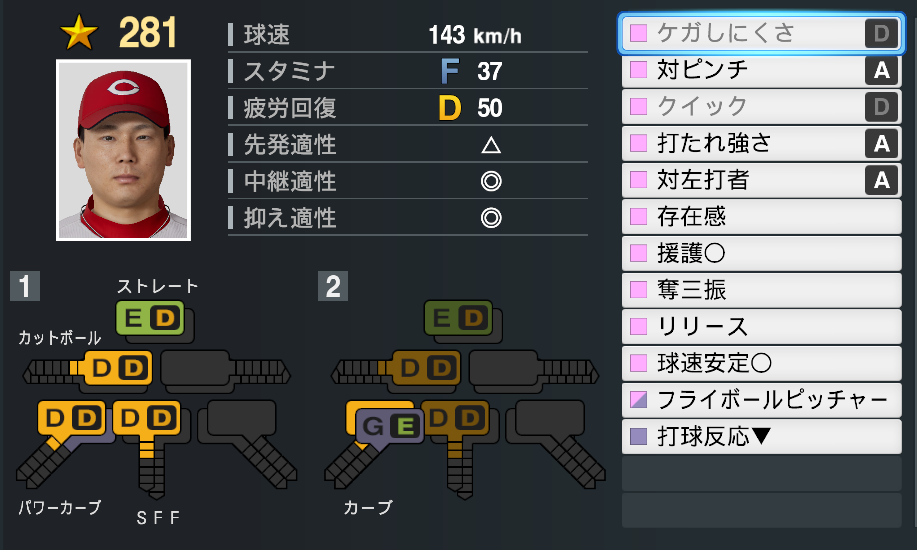 ★ 281
球速 143 km/h
スタミナ F 37
疲労回復 D 50
先発適性 △
中継適性 ◎
抑え適性 ◎
C
1
ストレート
E D
カットボール
D D
D D
D D
パワーカーブ
SFF
2
E D
D D
G E
D D
カーブ
ケガしにくさ D
対ピンチ A
クイック D
打たれ強さ A
対左打者 A
存在感
援護〇
奪三振
リリース
球速安定〇
フライボールピッチャー
打球反応▼